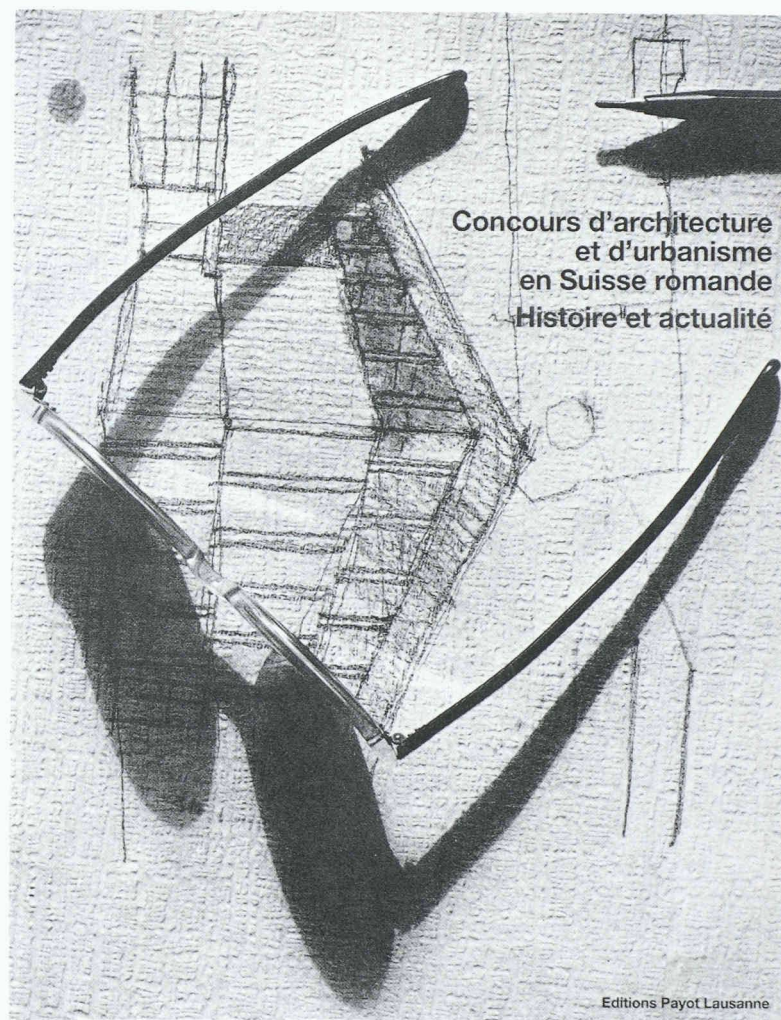 Concours d'architecture
et d'urbanisme
en Suisse romande
Histoire et actualité
Editions Payot Lausanne